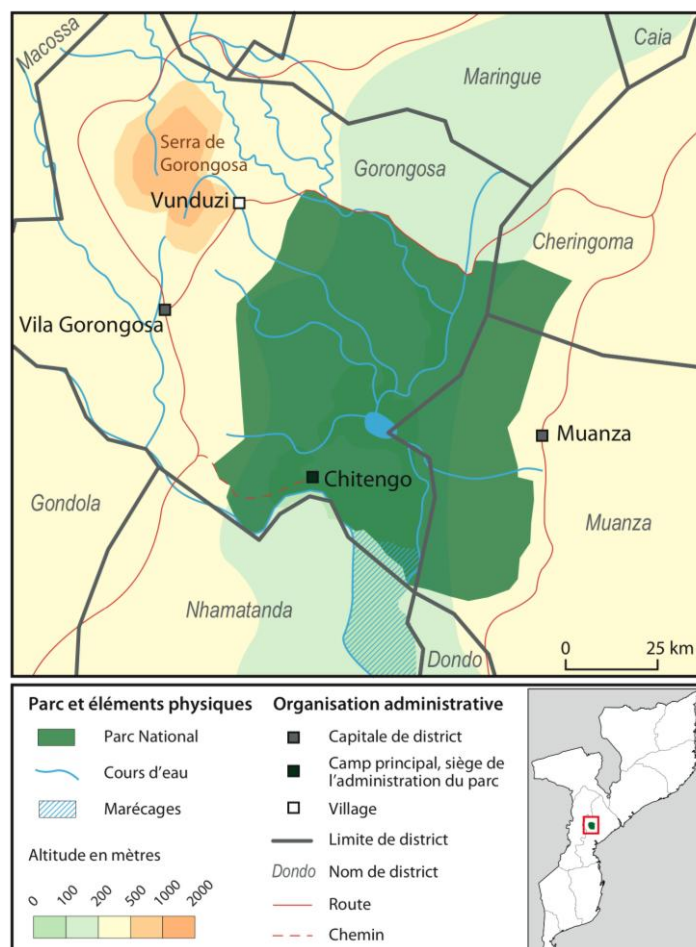 Macossa
Caia
Maringue
Serra de
Gorongosa
Gorongosa
Vunduzi
Cheringoma
Vila Gorongosa
Muanza
Chitengo
Gondola
Muanza
Nhamatanda
Dondo
0 25 km
Parc et éléments physiques
Parc National
Cours d'eau
Marécages
Altitude en mètres
0 100 200 500 1000 2000
Organisation administrative
Capitale de district
Camp principal, siège de
l'administration du parc
Village
Limite de district
Dondo Nom de district
Route
Chemin